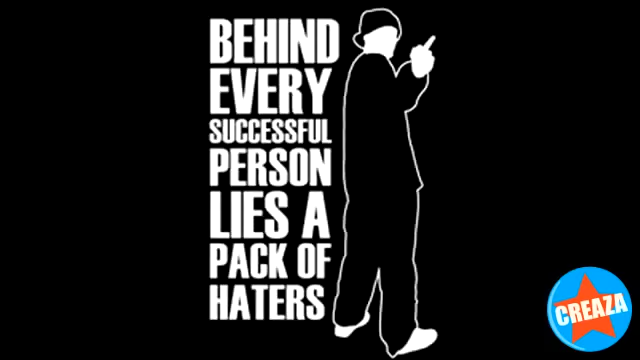 BEHIND
EVERY
SUCCESSFUL
PERSON
LIES A
PACK OF
HATERS
CREAZA